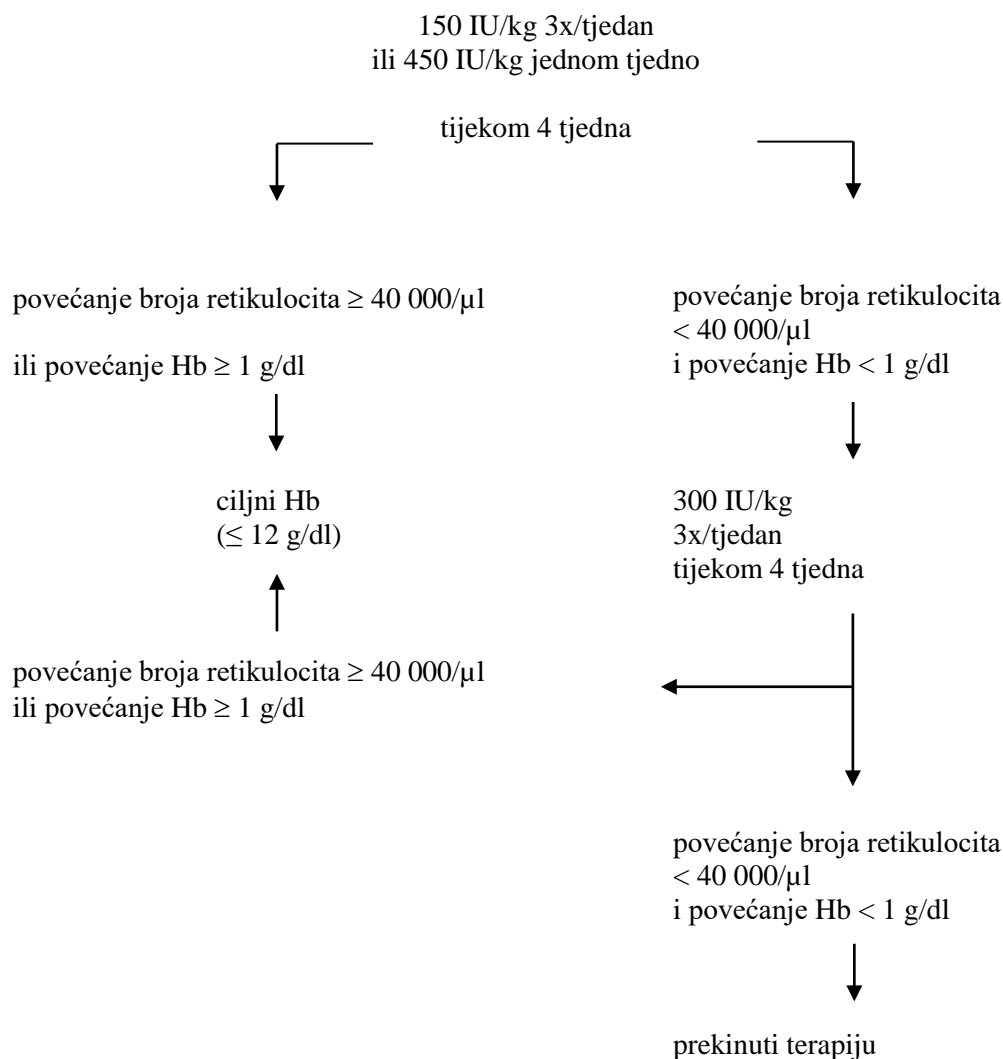 150 IU/kg 3x/tjedan
ili 450 IU/kg jednom tjedno
tijekom 4 tjedna
povećanje broja retikulocita ≥ 40 000/µl
ili povećanje Hb ≥ 1 g/dl
povećanje broja retikulocita
< 40 000/µl
i povećanje Hb < 1 g/dl
ciljni Hb
(≤ 12 g/dl)
300 IU/kg
3x/tjedan
tijekom 4 tjedna
povećanje broja retikulocita ≥ 40 000/µl
ili povećanje Hb ≥ 1 g/dl
povećanje broja retikulocita
< 40 000/µl
i povećanje Hb < 1 g/dl
prekinuti terapiju